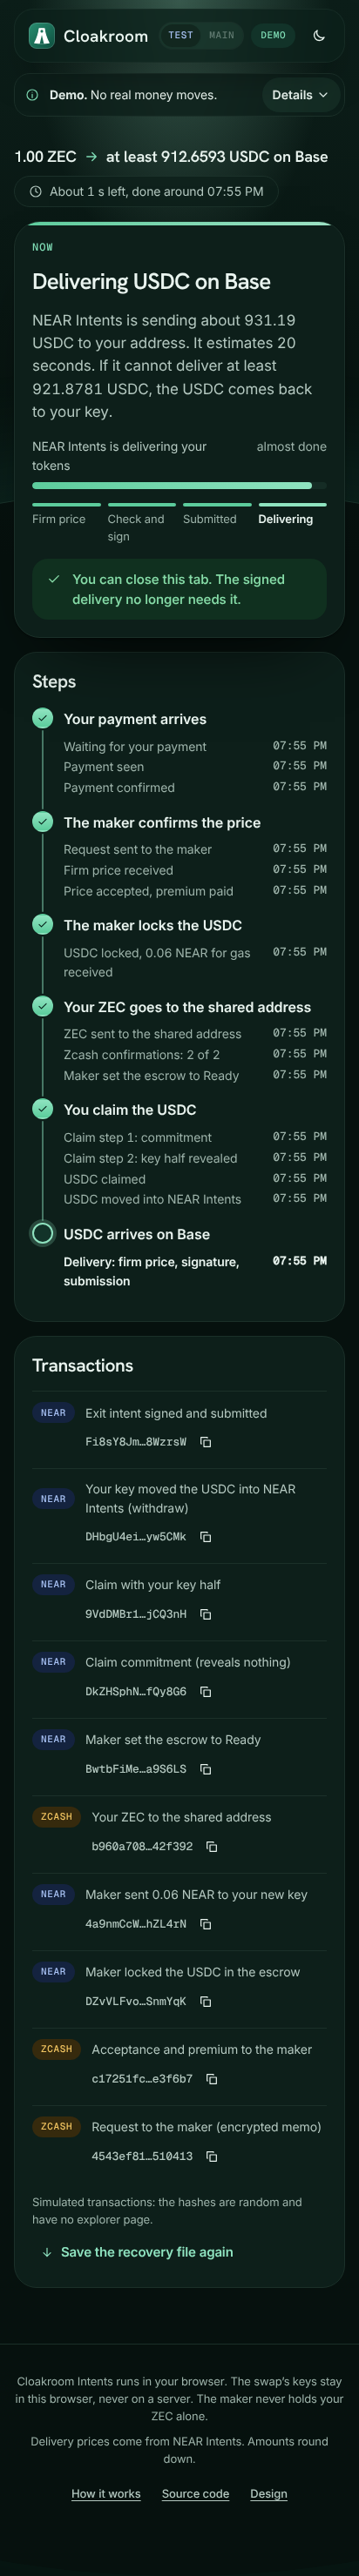 Cloakroom TEST MAIN DEMO
Demo. No real money moves. Details
1.00 ZEC → at least 912.6593 USDC on Base
About 1 s left, done around 07:55 PM
NOW
Delivering USDC on Base
NEAR Intents is sending about 931.19
USDC to your address. It estimates 20
seconds. If it cannot deliver at least
921.8781 USDC, the USDC comes back
to your key.
NEAR Intents is delivering your almost done
tokens
Firm price Check and Submitted Delivering
sign
You can close this tab. The signed
delivery no longer needs it.
Steps
Your payment arrives
Waiting for your payment 07:55 PM
Payment seen 07:55 PM
Payment confirmed 07:55 PM
The maker confirms the price
Request sent to the maker 07:55 PM
Firm price received 07:55 PM
Price accepted, premium paid 07:55 PM
The maker locks the USDC
USDC locked, 0.06 NEAR for gas 07:55 PM
received
Your ZEC goes to the shared address
ZEC sent to the shared address 07:55 PM
Zcash confirmations: 2 of 2 07:55 PM
Maker set the escrow to Ready 07:55 PM
You claim the USDC
Claim step 1: commitment 07:55 PM
Claim step 2: key half revealed 07:55 PM
USDC claimed 07:55 PM
USDC moved into NEAR Intents 07:55 PM
USDC arrives on Base
Delivery: firm price, signature, 07:55 PM
submission
Transactions
NEAR Exit intent signed and submitted
Fi8sY8Jm…8WzrsW
NEAR Your key moved the USDC into NEAR
Intents (withdraw)
DHbgU4ei…yw5CMk
NEAR Claim with your key half
9VdDMBr1…jCQ3nH
NEAR Claim commitment (reveals nothing)
DkZHSphN…fQy8G6
NEAR Maker set the escrow to Ready
BwtbFiMe…a9S6LS
ZCASH Your ZEC to the shared address
b960a708…42f392
NEAR Maker sent 0.06 NEAR to your new key
4a9nmCcW…hZL4rN
NEAR Maker locked the USDC in the escrow
DZvVLFvo…SnmYqK
ZCASH Acceptance and premium to the maker
c17251fc…e3f6b7
ZCASH Request to the maker (encrypted memo)
4543ef81…510413
Simulated transactions: the hashes are random and
have no explorer page.
↓ Save the recovery file again
Cloakroom Intents runs in your browser. The swap's keys stay
in this browser, never on a server. The maker never holds your
ZEC alone.
Delivery prices come from NEAR Intents. Amounts round
down.
How it works Source code Design